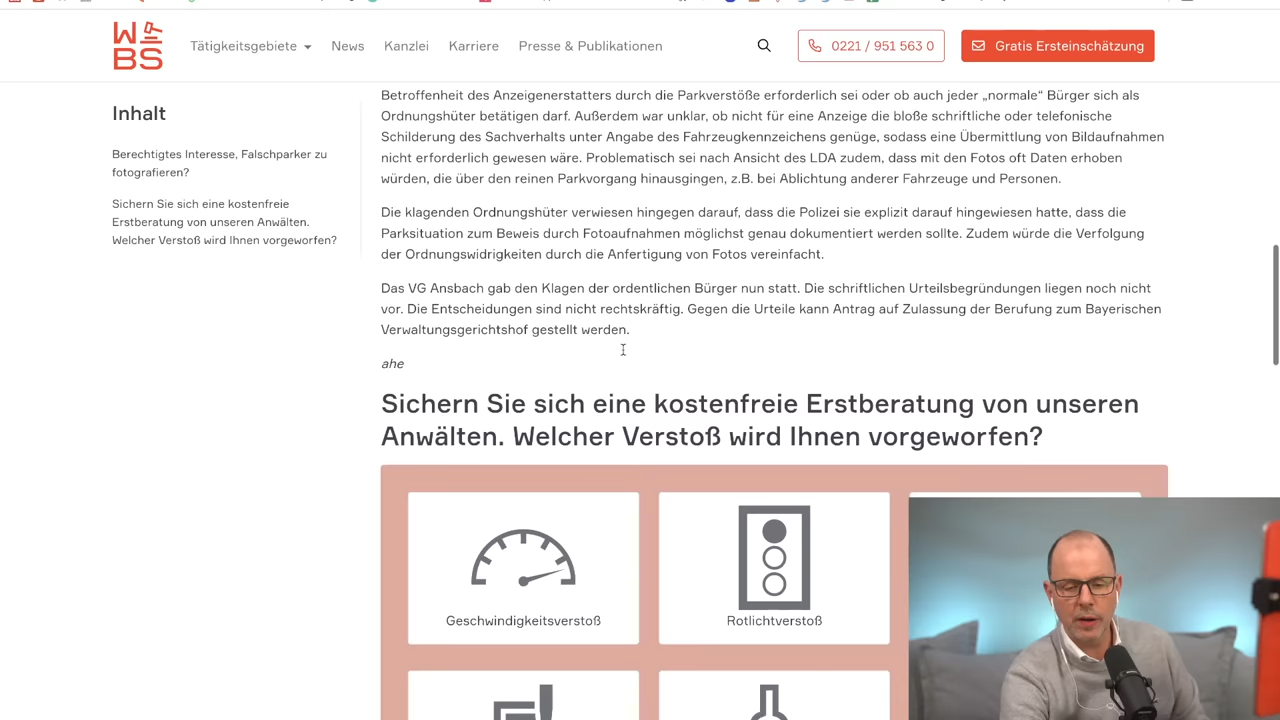 W
BS
Tätigkeitsgebiete
News
Kanzlei
Karriere
Presse & Publikationen
0221 / 951 563 0
Gratis Ersteinschätzung
Inhalt
Berechtigtes Interesse, Falschparker zu
fotografieren?
Sichern Sie sich eine kostenfreie
Erstberatung von unseren Anwälten.
Welcher Verstoß wird Ihnen vorgeworfen?
Betroffenheit des Anzeigenerstatters durch die Parkverstöße erforderlich sei oder ob auch jeder „normale“ Bürger sich als
Ordnungshüter betätigen darf. Außerdem war unklar, ob nicht für eine Anzeige die bloße schriftliche oder telefonische
Schilderung des Sachverhalts unter Angabe des Fahrzeugkennzeichens genüge, sodass eine Übermittlung von Bildaufnahmen
nicht erforderlich gewesen wäre. Problematisch sei nach Ansicht des LDA zudem, dass mit den Fotos oft Daten erhoben
würden, die über den reinen Parkvorgang hinausgingen, z.B. bei Ablichtung anderer Fahrzeuge und Personen.
Die klagenden Ordnungshüter verwiesen hingegen darauf, dass die Polizei sie explizit darauf hingewiesen hatte, dass die
Parksituation zum Beweis durch Fotoaufnahmen möglichst genau dokumentiert werden sollte. Zudem würde die Verfolgung
der Ordnungswidrigkeiten durch die Anfertigung von Fotos vereinfacht.
Das VG Ansbach gab den Klagen der ordentlichen Bürger nun statt. Die schriftlichen Urteilsbegründungen liegen noch nicht
vor. Die Entscheidungen sind nicht rechtskräftig. Gegen die Urteile kann Antrag auf Zulassung der Berufung zum Bayerischen
Verwaltungsgerichtshof gestellt werden.
ahe
Sichern Sie sich eine kostenfreie Erstberatung von unseren
Anwälten. Welcher Verstoß wird Ihnen vorgeworfen?
Geschwindigkeitsverstoß
Rotlichtverstoß